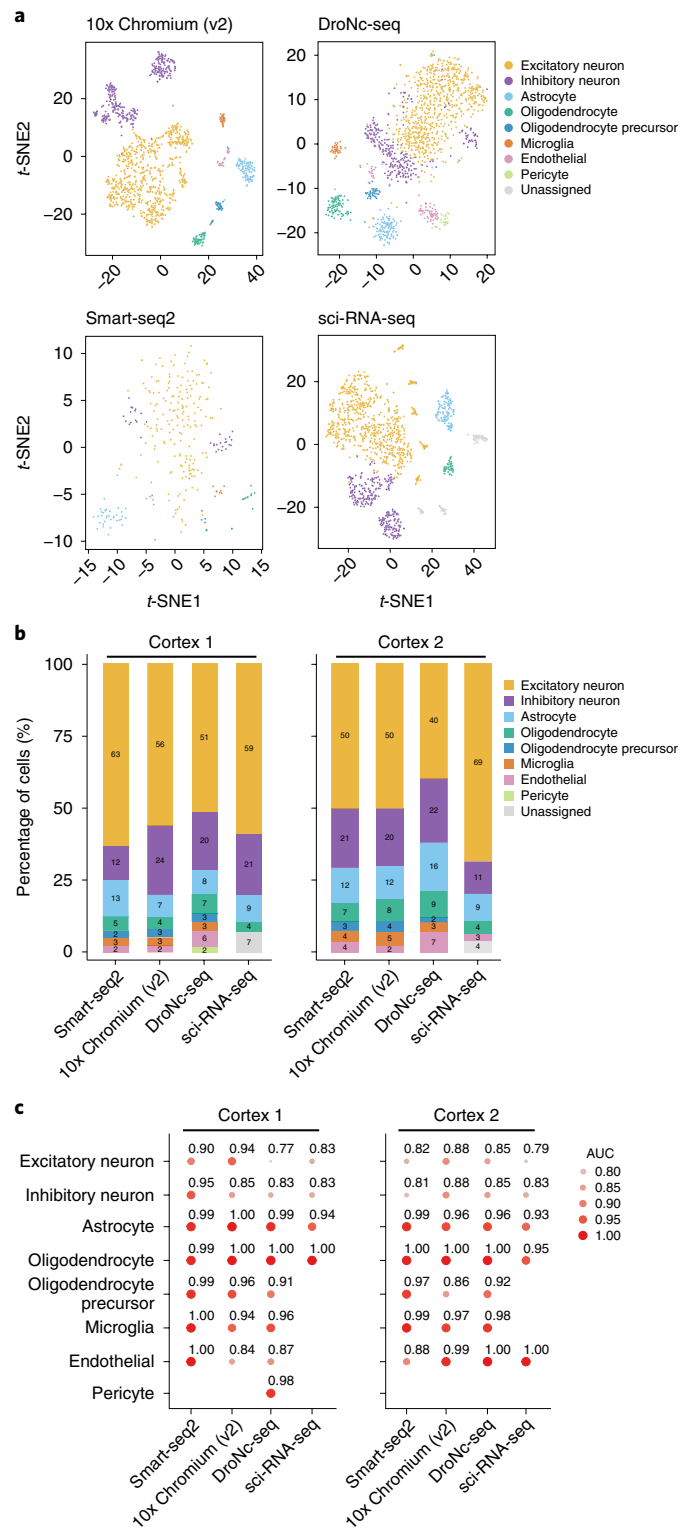 a
10x Chromium (v2)
DroNc-seq
t-SNE2
20
0
−20
−20
0
20
40
20
10
0
−10
−20
−20
−10
0
10
20
Excitatory neuron
Inhibitory neuron
Astrocyte
Oligodendrocyte
Oligodendrocyte precursor
Microglia
Endothelial
Pericyte
Unassigned
Smart-seq2
sci-RNA-seq
t-SNE2
10
5
0
−5
−10
−15
−10
−5
0
5
10
15
t-SNE1
20
0
−20
−20
0
20
40
t-SNE1
b
Cortex 1
Cortex 2
Percentage of cells (%)
100
75
50
25
0
63
12
13
5
2
3
2
56
24
7
4
3
3
2
51
20
8
7
3
3
6
2
59
21
9
4
7
50
21
12
7
3
4
4
50
20
12
8
4
5
2
40
22
16
9
2
3
7
69
11
9
4
3
4
Smart-seq2
10x Chromium (v2)
DroNc-seq
sci-RNA-seq
Smart-seq2
10x Chromium (v2)
DroNc-seq
sci-RNA-seq
Excitatory neuron
Inhibitory neuron
Astrocyte
Oligodendrocyte
Oligodendrocyte precursor
Microglia
Endothelial
Pericyte
Unassigned
c
Cortex 1
Cortex 2
Excitatory neuron
0.90 0.94 0.77 0.83
0.82 0.88 0.85 0.79
Inhibitory neuron
0.95 0.85 0.83 0.83
0.81 0.88 0.85 0.83
Astrocyte
0.99 1.00 0.99 0.94
0.99 0.96 0.96 0.93
Oligodendrocyte
0.99 1.00 1.00 1.00
1.00 1.00 1.00 0.95
Oligodendrocyte
precursor
0.99 0.96 0.91
0.97 0.86 0.92
Microglia
1.00 0.94 0.96
0.99 0.97 0.98
Endothelial
1.00 0.84 0.87
0.88 0.99 1.00 1.00
Pericyte
0.98
Smart-seq2
10x Chromium (v2)
DroNc-seq
sci-RNA-seq
Smart-seq2
10x Chromium (v2)
DroNc-seq
sci-RNA-seq
AUC
0.80
0.85
0.90
0.95
1.00